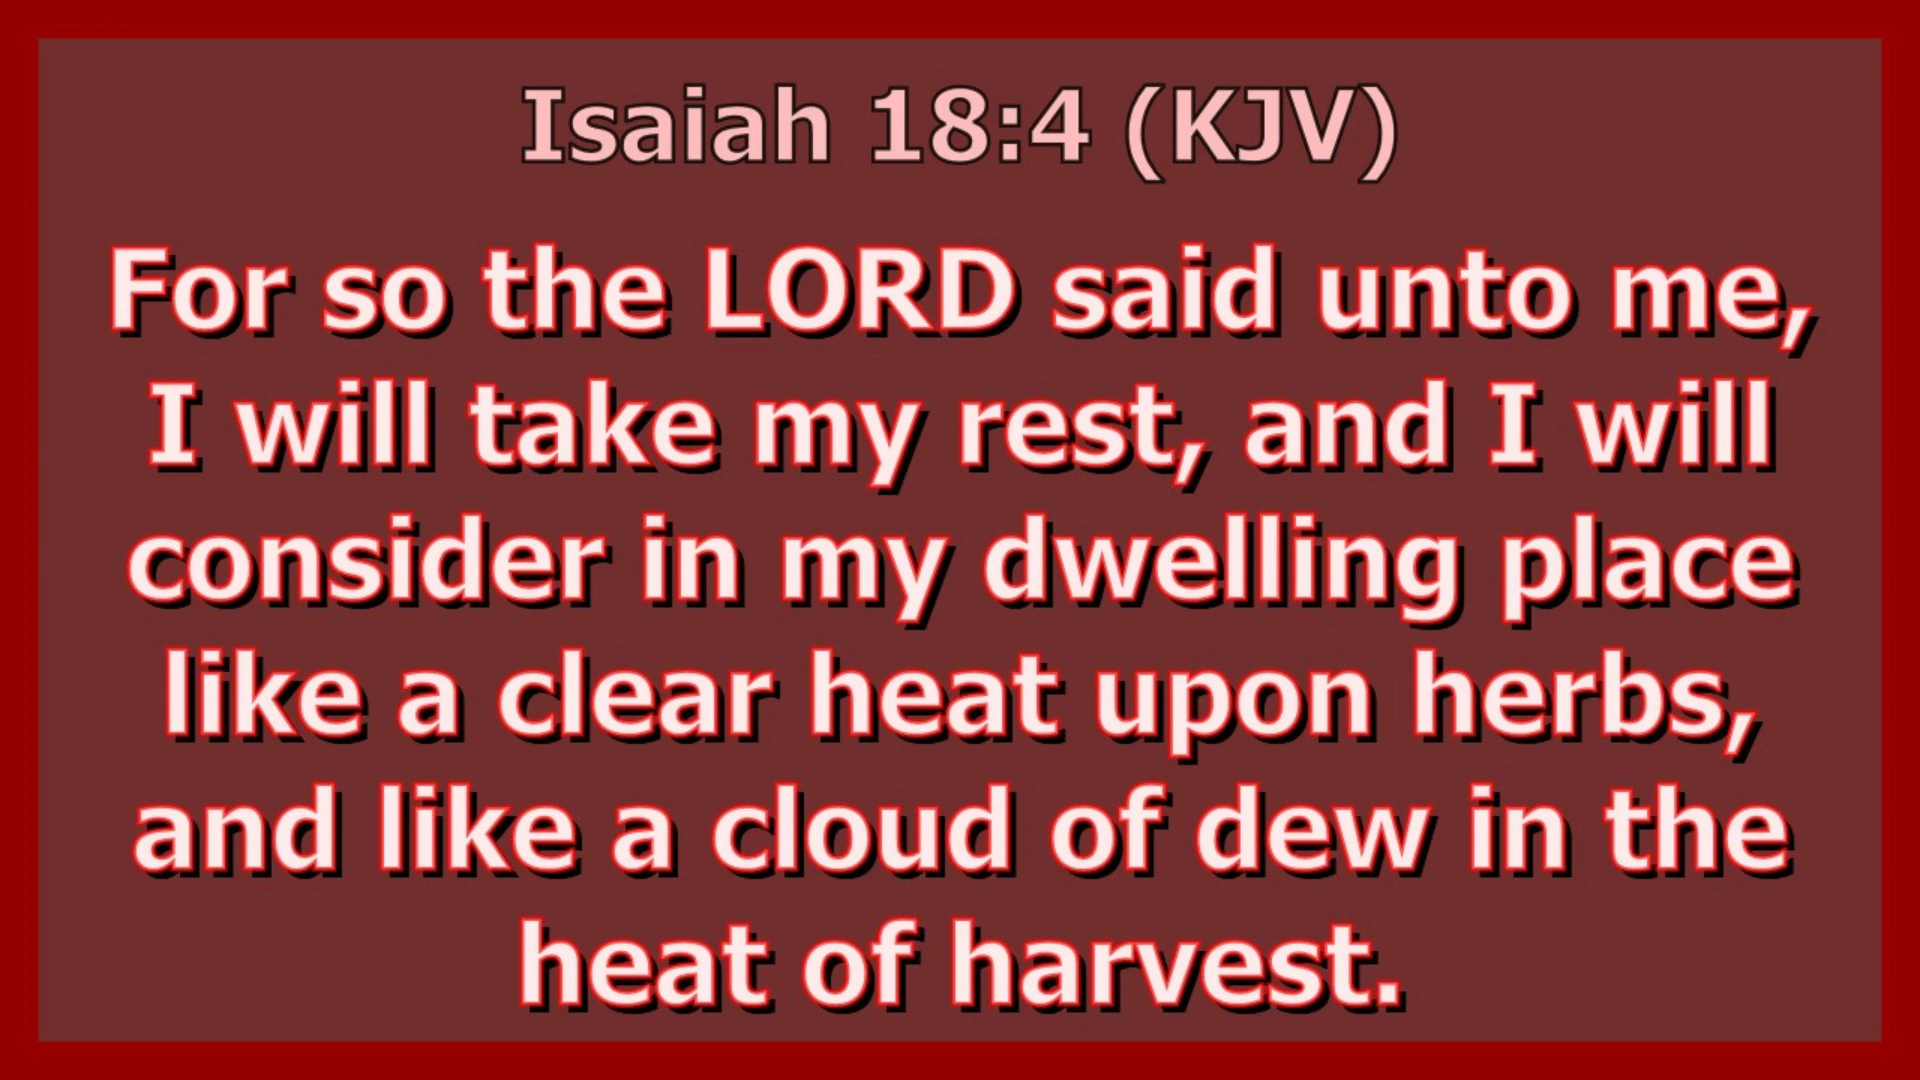 Isaiah 18:4 (KJV)
For so the LORD said unto me,
I will take my rest, and I will
consider in my dwelling place
like a clear heat upon herbs,
and like a cloud of dew in the
heat of harvest.